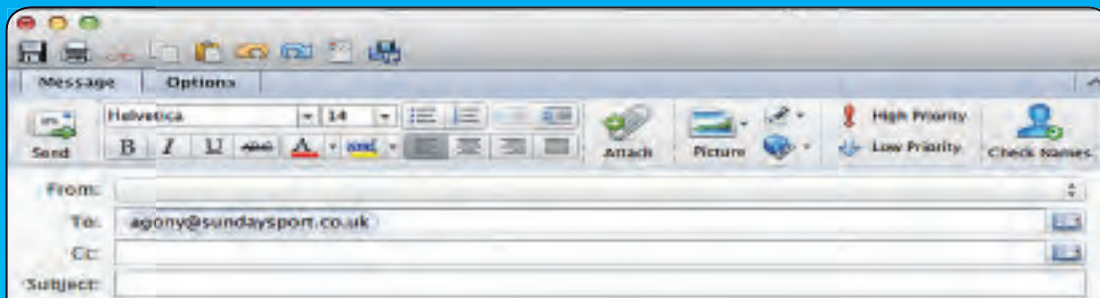 Message Options
Helvetica 14
High Priority
B I U abc A
Send Attach Picture Low Priority Check Names
From:
To: agony@sundaysport.co.uk
Cc:
Subject: